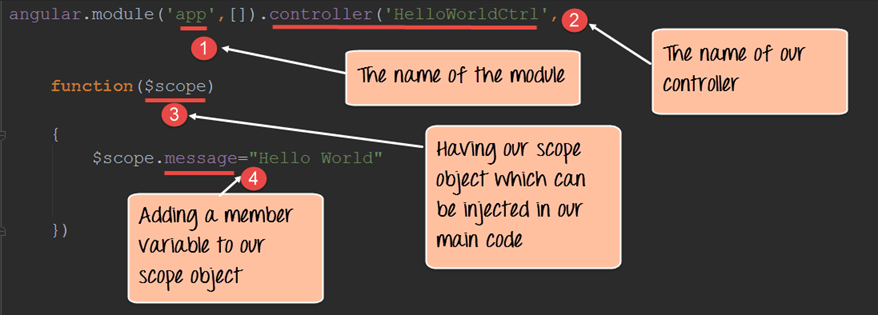 angular.module('app',[]).controller('HelloWorldCtrl',
1
2
The name of the module
The name of our
controller
function($scope)
3
{
$scope.message="Hello World"
4
Having our scope
object which can
be injected in our
main code
Adding a member
variable to our
scope object
})